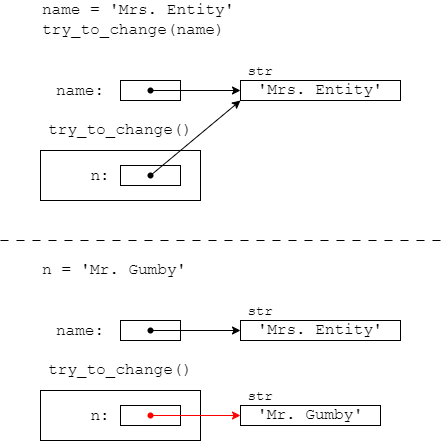 name = 'Mrs. Entity'
try_to_change(name)
str
name: 'Mrs. Entity'
try_to_change()
n:
n = 'Mr. Gumby'
str
name: 'Mrs. Entity'
try_to_change()
str
n: 'Mr. Gumby'